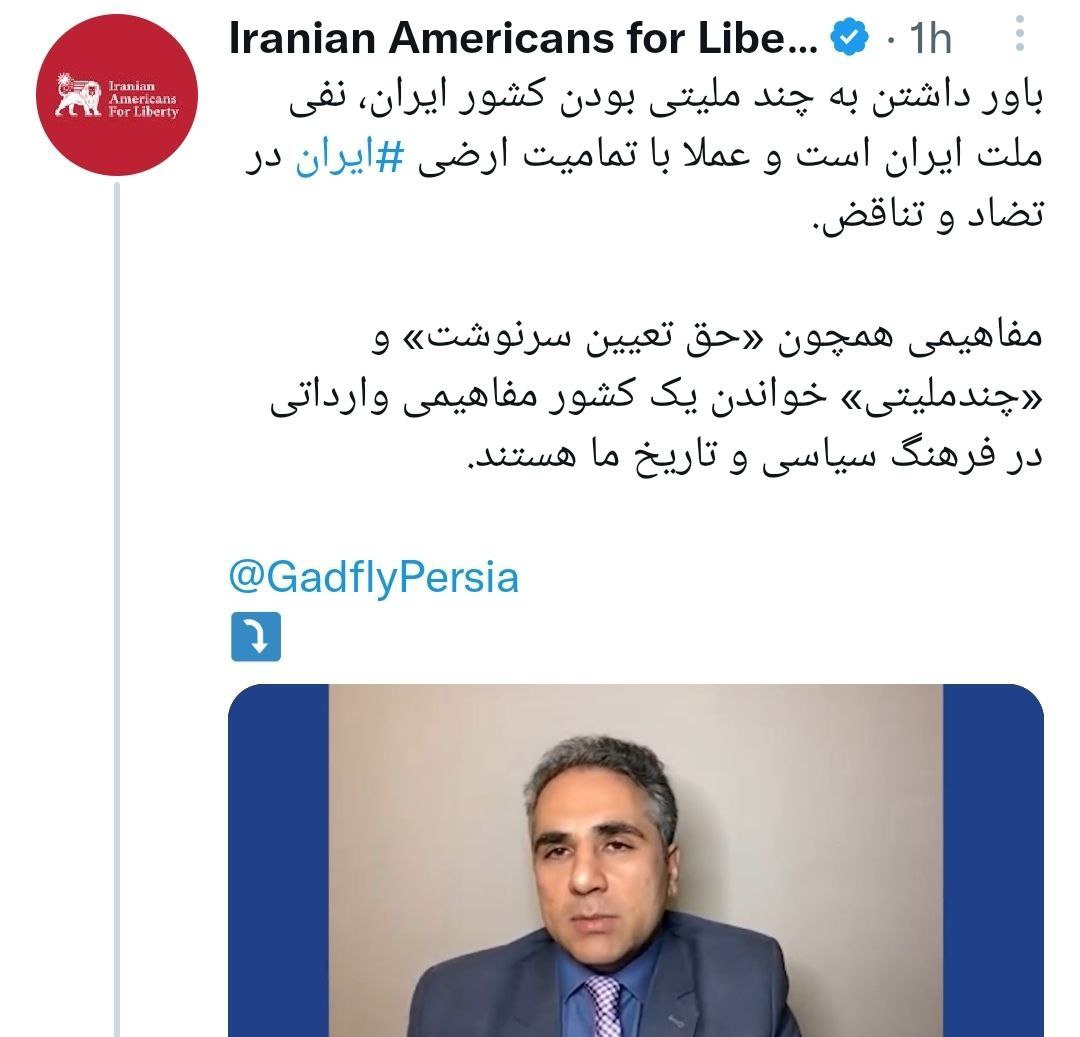 Iranian Americans for Libe... · 1h
Iranian
Americans
For Liberty
باور داشتن به چند ملیتی بودن کشور ایران، نفی
ملت ایران است و عملا با تمامیت ارضی #ایران در
تضاد و تناقض.
مفاهیمی همچون «حق تعیین سرنوشت» و
«چندملیتی» خواندن یک کشور مفاهیمی وارداتی
در فرهنگ سیاسی و تاریخ ما هستند.
@GadflyPersia